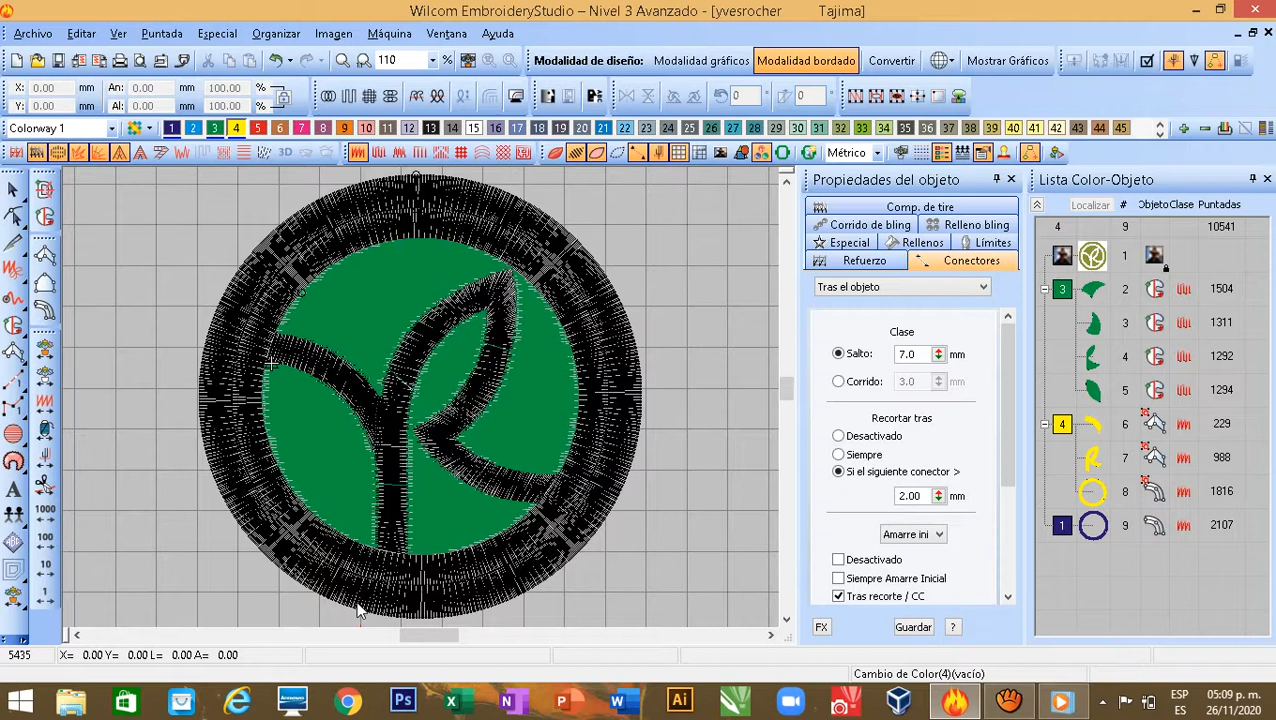 Wilcom EmbroideryStudio – Nivel 3 Avanzado - [yvesrocher Tajima]
Archivo Editar Ver Puntada Especial Organizar Imagen Máquina Ventana Ayuda
110 % Modalidad de diseño: Modalidad gráficos Modalidad bordado Convertir Mostrar Gráficos
X: 0.00 mm An: 0.00 mm 100.00 % 0 0
Y: 0.00 mm Al: 0.00 mm 100.00 %
Colorway 1 1 2 3 4 5 6 7 8 9 10 11 12 13 14 15 16 17 18 19 20 21 22 23 24 25 26 27 28 29 30 31 32 33 34 35 36 37 38 39 40 41 42 43 44 45
3D Métrico
Propiedades del objeto
Comp. de tire
Corrido de bling Relleno bling
Especial Rellenos Límites
Refuerzo Conectores
Tras el objeto
Clase
Salto: 7.0 mm
Corrido: 3.0 mm
Recortar tras
Desactivado
Siempre
Si el siguiente conector >
2.00 mm
Amarre ini
Desactivado
Siempre Amarre Inicial
Tras recorte / CC
FX Guardar ?
Lista Color-Objeto
Localizar # Objeto Clase Puntadas
4 9 10541
1
3 2 1504
3 1311
4 1292
5 1294
4 6 229
7 988
8 1816
1 9 2107
1000
100
10
1
5435 X= 0.00 Y= 0.00 L= 0.00 A= 0.00
Cambio de Color(4)(vacío)
ESP
ES
05:09 p. m.
26/11/2020